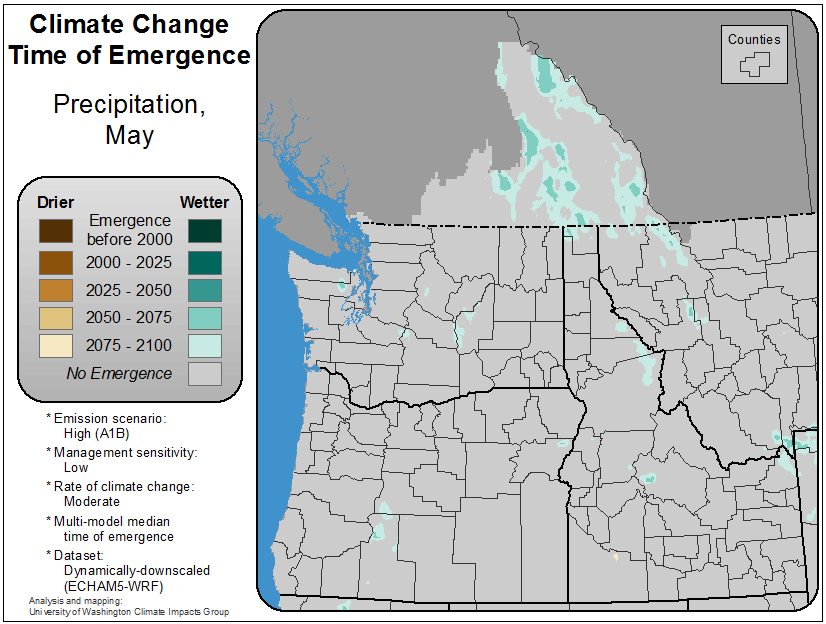 Climate Change
Time of Emergence
Precipitation,
May
Drier
Wetter
Emergence
before 2000
2000 - 2025
2025 - 2050
2050 - 2075
2075 - 2100
No Emergence
* Emission scenario:
High (A1B)
* Management sensitivity:
Low
* Rate of climate change:
Moderate
* Multi-model median
time of emergence
* Dataset:
Dynamically-downscaled
(ECHAM5-WRF)
Analysis and mapping:
University of Washington Climate Impacts Group
Counties